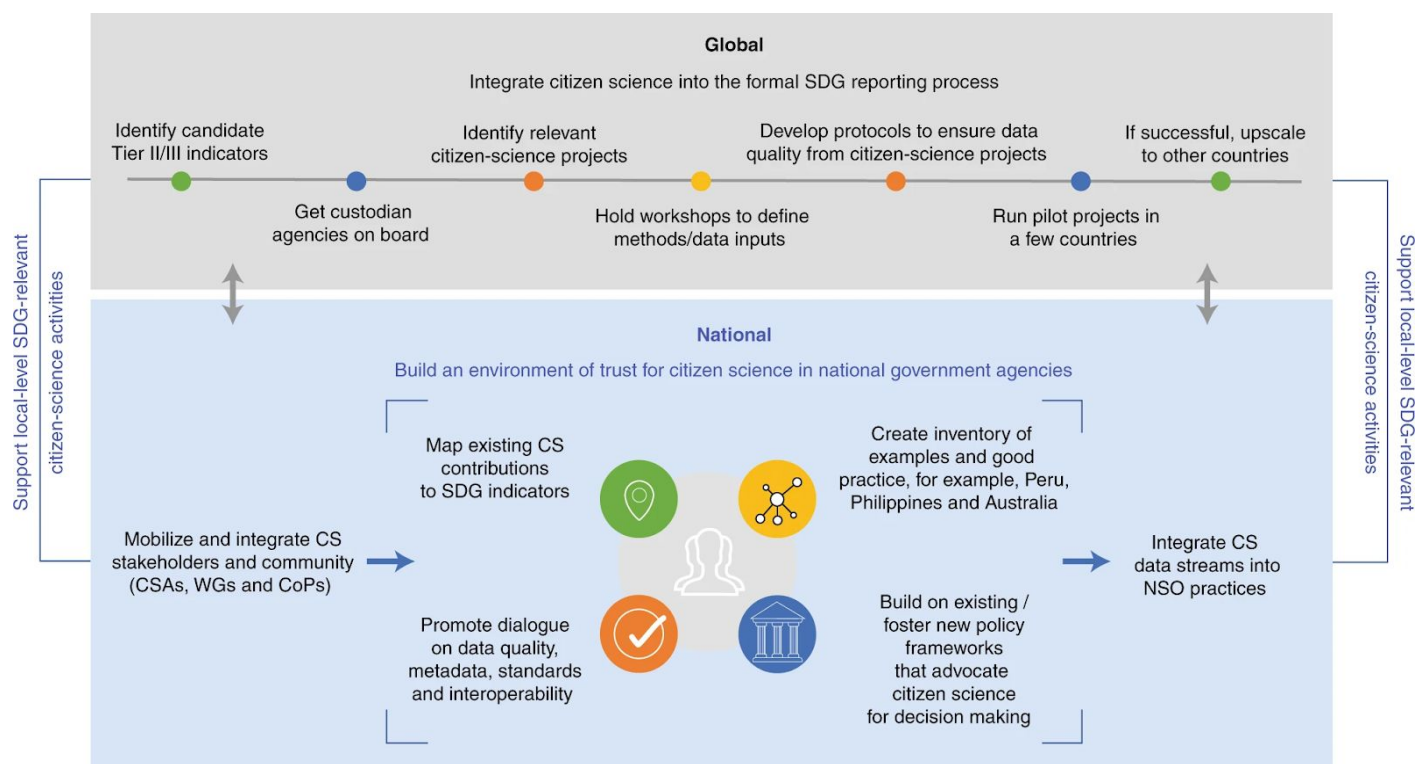 Global
Integrate citizen science into the formal SDG reporting process
Identify candidate
Tier II/III indicators
Identify relevant
citizen-science projects
Develop protocols to ensure data
quality from citizen-science projects
If successful, upscale
to other countries
Get custodian
agencies on board
Hold workshops to define
methods/data inputs
Run pilot projects in
a few countries
Support local-level SDG-relevant
citizen-science activities
National
Build an environment of trust for citizen science in national government agencies
Mobilize and integrate CS
stakeholders and community
(CSAs, WGs and CoPs)
Map existing CS
contributions
to SDG indicators
Create inventory of
examples and good
practice, for example, Peru,
Philippines and Australia
Promote dialogue
on data quality,
metadata, standards
and interoperability
Build on existing /
foster new policy
frameworks
that advocate
citizen science
for decision making
Integrate CS
data streams into
NSO practices
Support local-level SDG-relevant
citizen-science activities